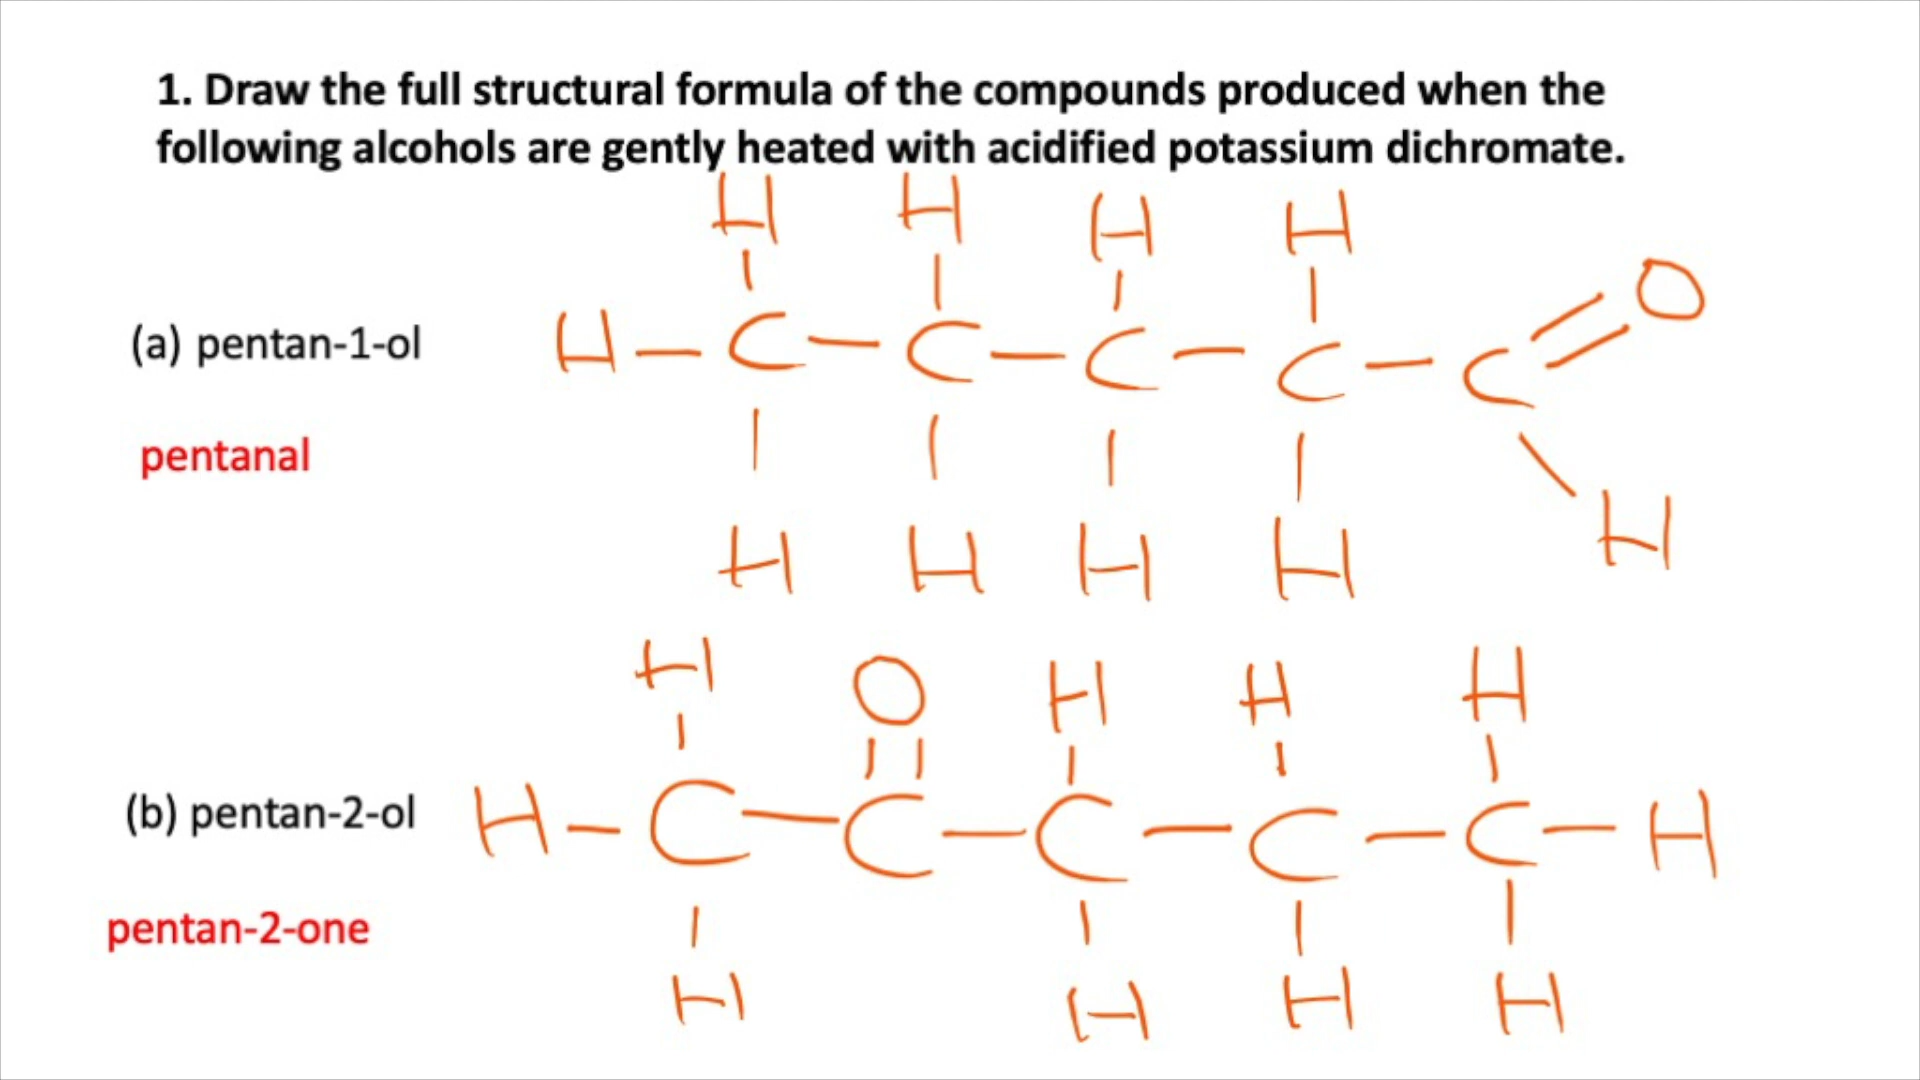 1. Draw the full structural formula of the compounds produced when the
following alcohols are gently heated with acidified potassium dichromate.
H H H H
(a) pentan-1-ol H C C C C C O
pentanal
H H H H H
H O H H H
(b) pentan-2-ol H C C C C C H
pentan-2-one
H H H H